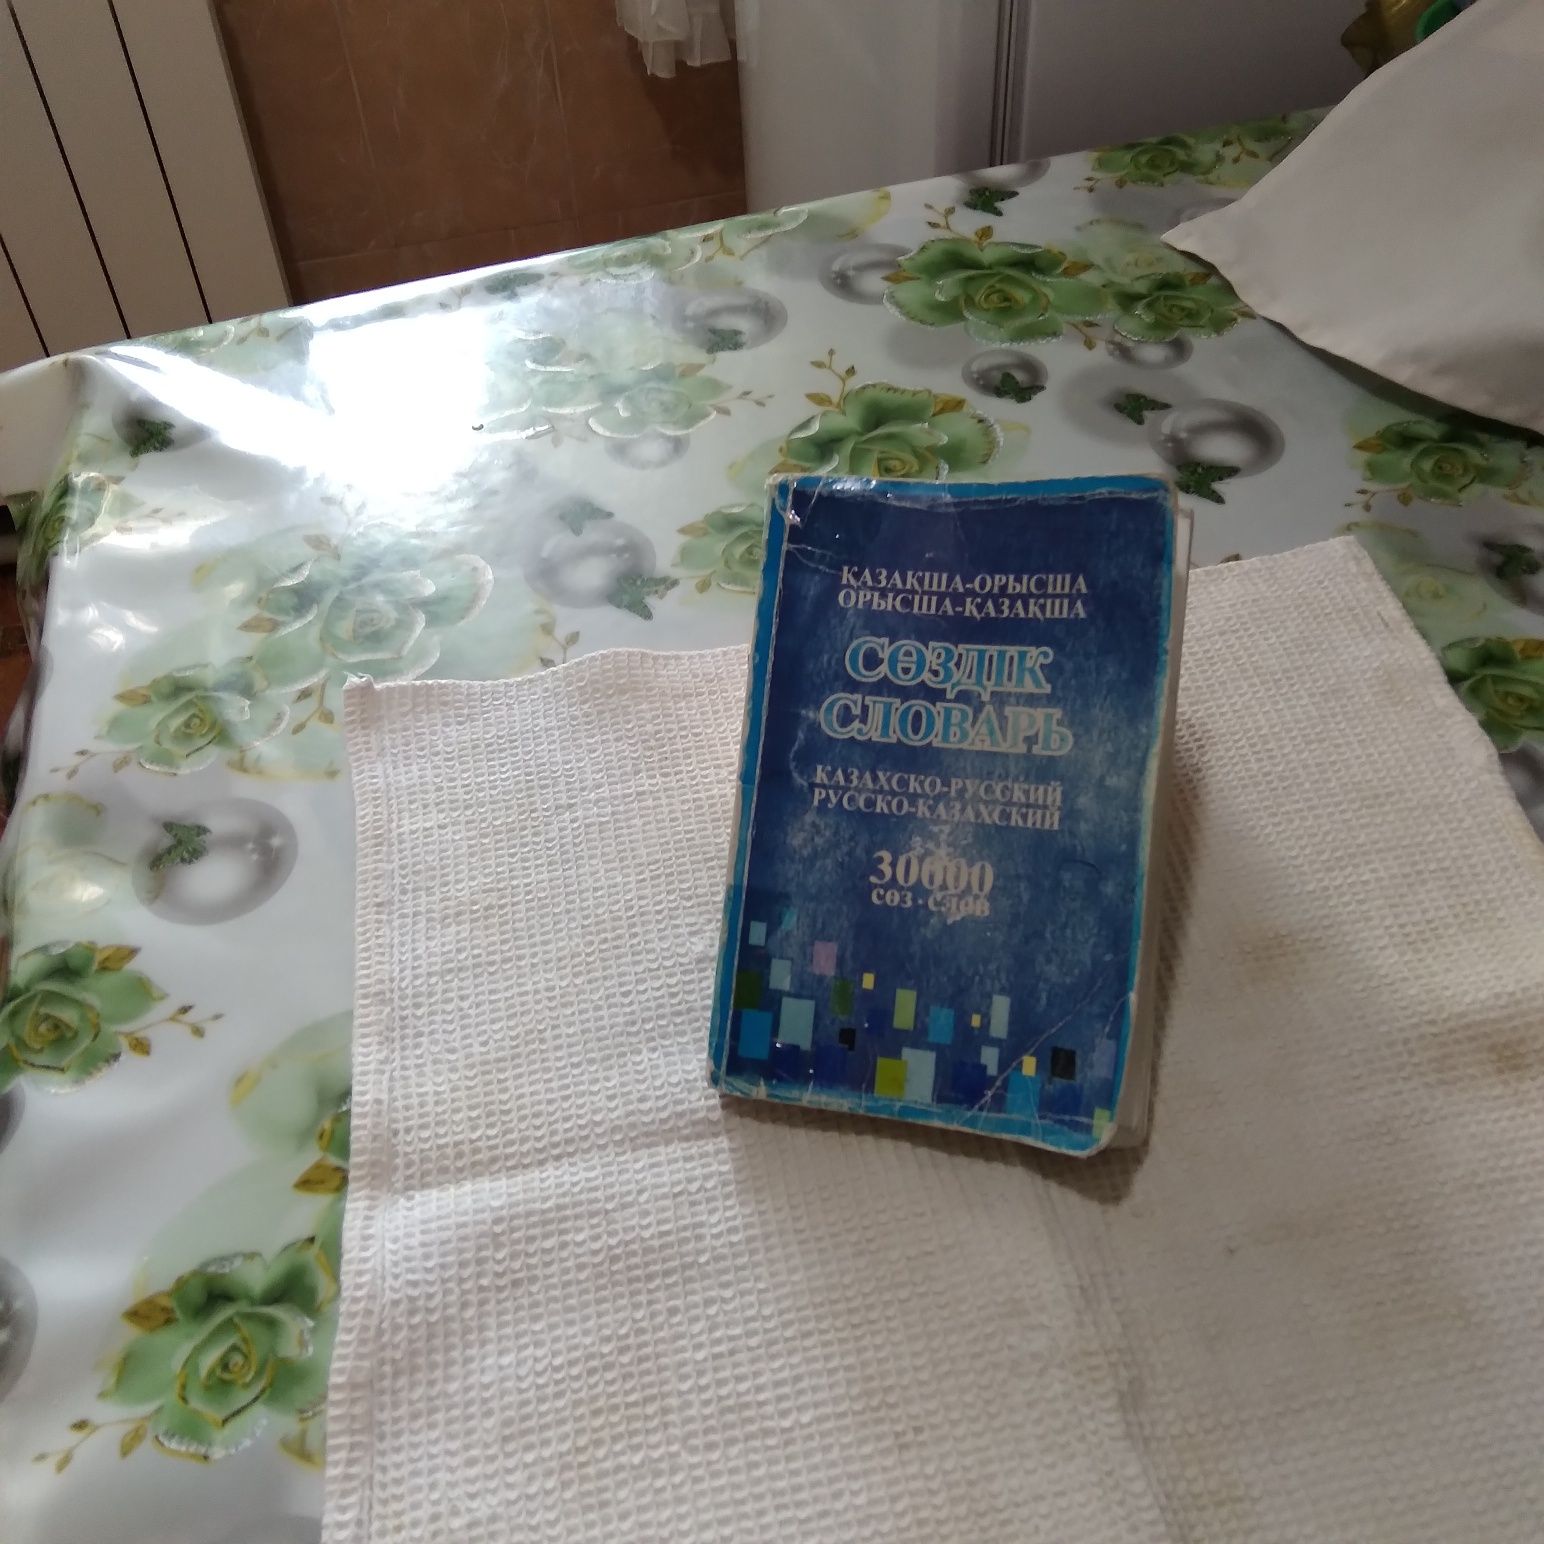 ҚАЗАҚША-ОРЫСША
ОРЫСША-ҚАЗАҚША
СӨЗДІК
СЛОВАРЬ
КАЗАХСКО-РУССКИЙ
РУССКО-КАЗАХСКИЙ
30000
сөз · слов